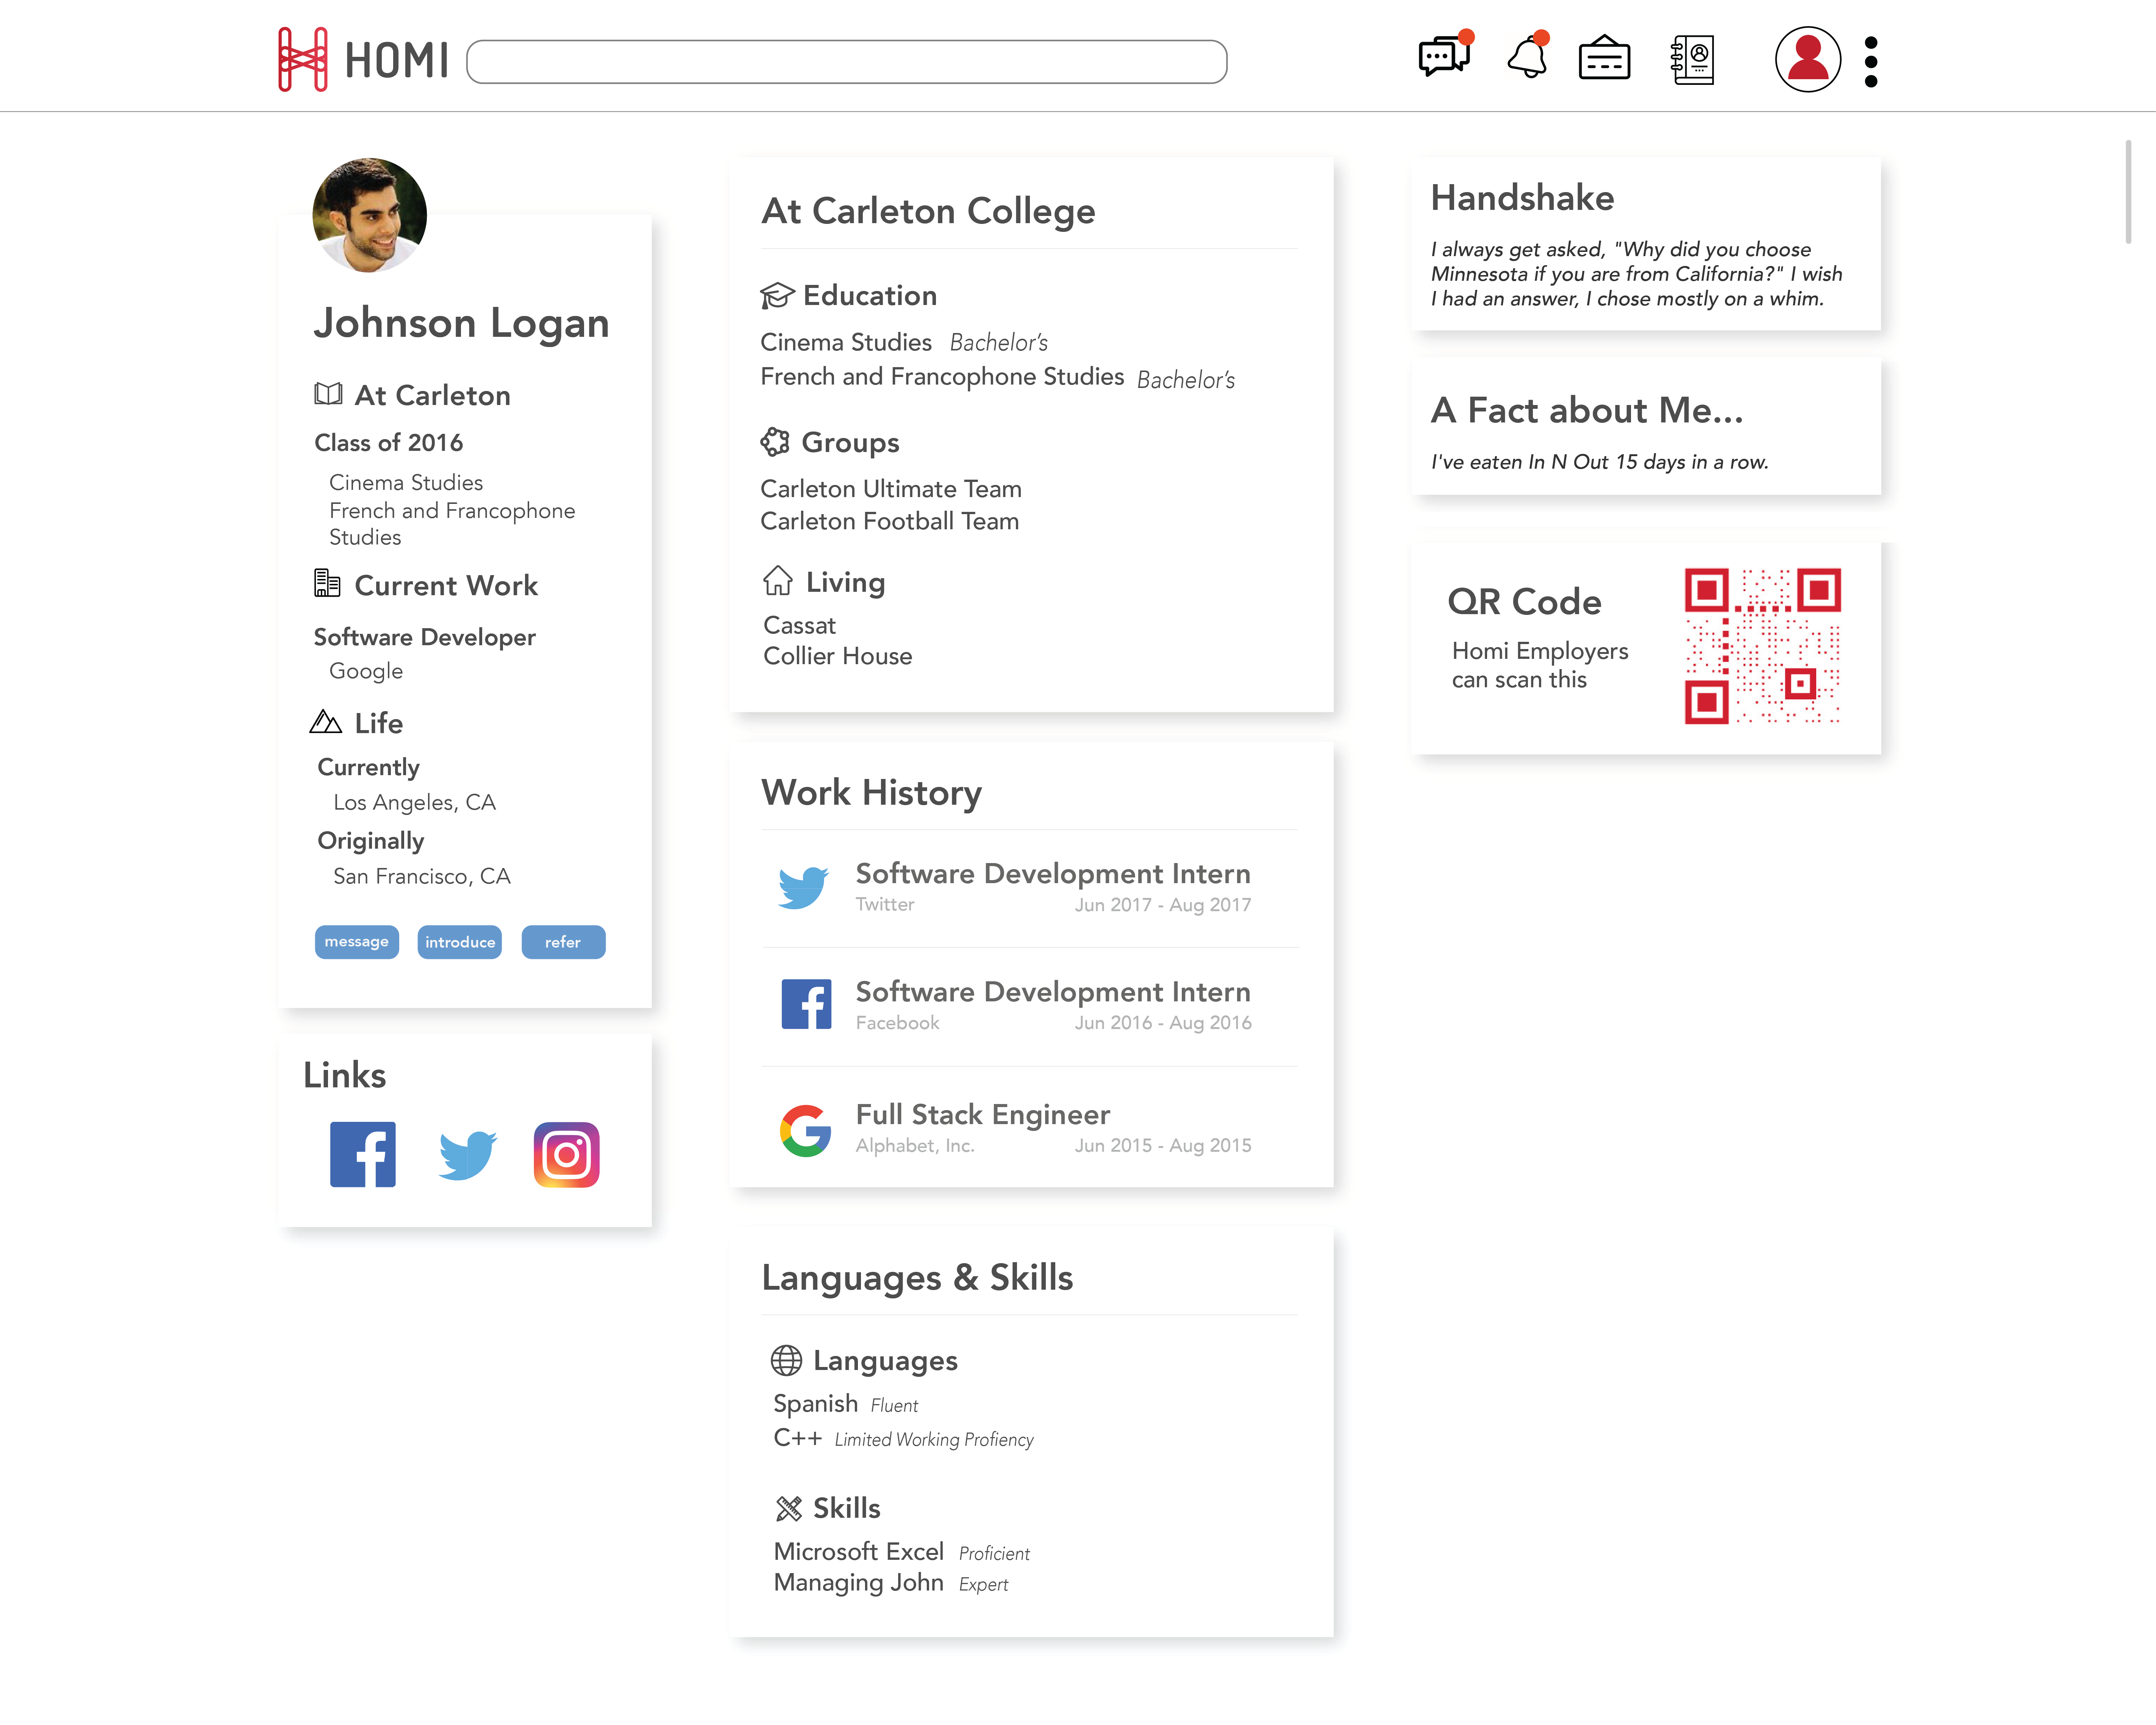 HOMI
Johnson Logan
At Carleton
Class of 2016
Cinema Studies
French and Francophone
Studies
Current Work
Software Developer
Google
Life
Currently
Los Angeles, CA
Originally
San Francisco, CA
message introduce refer
Links
At Carleton College
Education
Cinema Studies Bachelor’s
French and Francophone Studies Bachelor’s
Groups
Carleton Ultimate Team
Carleton Football Team
Living
Cassat
Collier House
Work History
Software Development Intern
Twitter Jun 2017 - Aug 2017
Software Development Intern
Facebook Jun 2016 - Aug 2016
Full Stack Engineer
Alphabet, Inc. Jun 2015 - Aug 2015
Languages & Skills
Languages
Spanish Fluent
C++ Limited Working Profiency
Skills
Microsoft Excel Proficient
Managing John Expert
Handshake
I always get asked, "Why did you choose
Minnesota if you are from California?" I wish
I had an answer, I chose mostly on a whim.
A Fact about Me...
I've eaten In N Out 15 days in a row.
QR Code
Homi Employers
can scan this